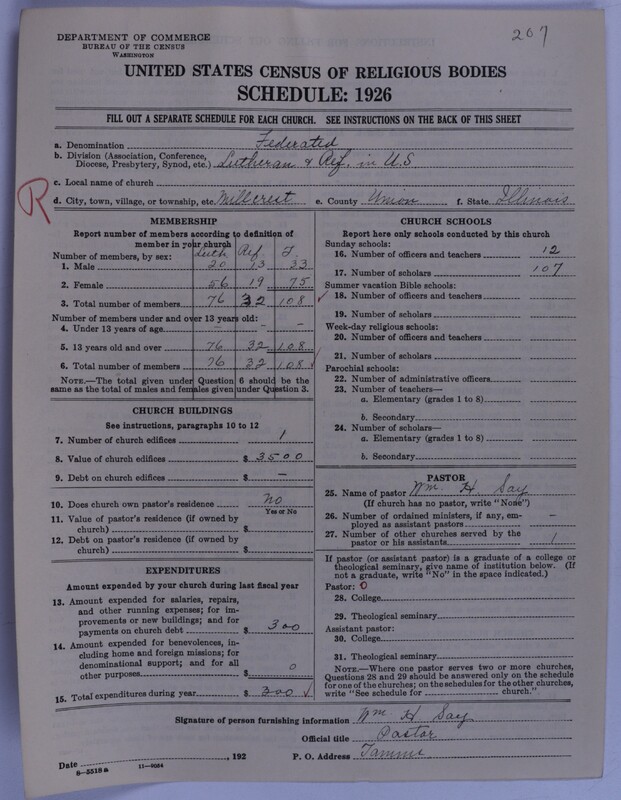 DEPARTMENT OF COMMERCE
BUREAU OF THE CENSUS
WASHINGTON
207
UNITED STATES CENSUS OF RELIGIOUS BODIES
SCHEDULE: 1926
FILL OUT A SEPARATE SCHEDULE FOR EACH CHURCH. SEE INSTRUCTIONS ON THE BACK OF THIS SHEET
a. Denomination Federated
b. Division (Association, Conference, Diocese, Presbytery, Synod, etc.) Lutheran & Ref. in U.S
c. Local name of church
R
d. City, town, village, or township, etc. Millcrest e. County Union f. State Illinois
MEMBERSHIP
Report number of members according to definition of
member in your church
Number of members, by sex: Luth Ref T.
1. Male 20 13 33
2. Female 56 19 75
3. Total number of members 76 32 108 ✓
Number of members under and over 13 years old:
4. Under 13 years of age - - -
5. 13 years old and over 76 32 108
6. Total number of members 76 32 108 ✓
NOTE.—The total given under Question 6 should be the
same as the total of males and females given under Question 3.
CHURCH BUILDINGS
See instructions, paragraphs 10 to 12
7. Number of church edifices 1
8. Value of church edifices $ 3500
9. Debt on church edifices $ —
10. Does church own pastor's residence? No
Yes or No
11. Value of pastor's residence (if owned by
church) $
12. Debt on pastor's residence (if owned by
church) $
EXPENDITURES
Amount expended by your church during last fiscal year
13. Amount expended for salaries, repairs,
and other running expenses; for im-
provements or new buildings; and for
payments on church debt $ 300
14. Amount expended for benevolences, in-
cluding home and foreign missions; for
denominational support; and for all
other purposes $ 0
15. Total expenditures during year $ 300 ✓
CHURCH SCHOOLS
Report here only schools conducted by this church
Sunday schools:
16. Number of officers and teachers 12
17. Number of scholars 107
Summer vacation Bible schools:
18. Number of officers and teachers
19. Number of scholars
Week-day religious schools:
20. Number of officers and teachers
21. Number of scholars
Parochial schools:
22. Number of administrative officers
23. Number of teachers—
a. Elementary (grades 1 to 8)
b. Secondary
24. Number of scholars—
a. Elementary (grades 1 to 8)
b. Secondary
PASTOR
25. Name of pastor Wm. H Say
(If church has no pastor, write "None")
26. Number of ordained ministers, if any, em-
ployed as assistant pastors —
27. Number of other churches served by the
pastor or his assistants 1
If pastor (or assistant pastor) is a graduate of a college or
theological seminary, give name of institution below. (If
not a graduate, write "No" in the space indicated.)
Pastor: O
28. College
29. Theological seminary
Assistant pastor:
30. College
31. Theological seminary
NOTE.—Where one pastor serves two or more churches,
Questions 28 and 29 should be answered only on the schedule
for one of the churches; on the schedules for the other churches,
write "See schedule for church."
Signature of person furnishing information Wm H Say
Official title Pastor
Date , 192 P. O. Address Tamms
8-5518a 11-9054